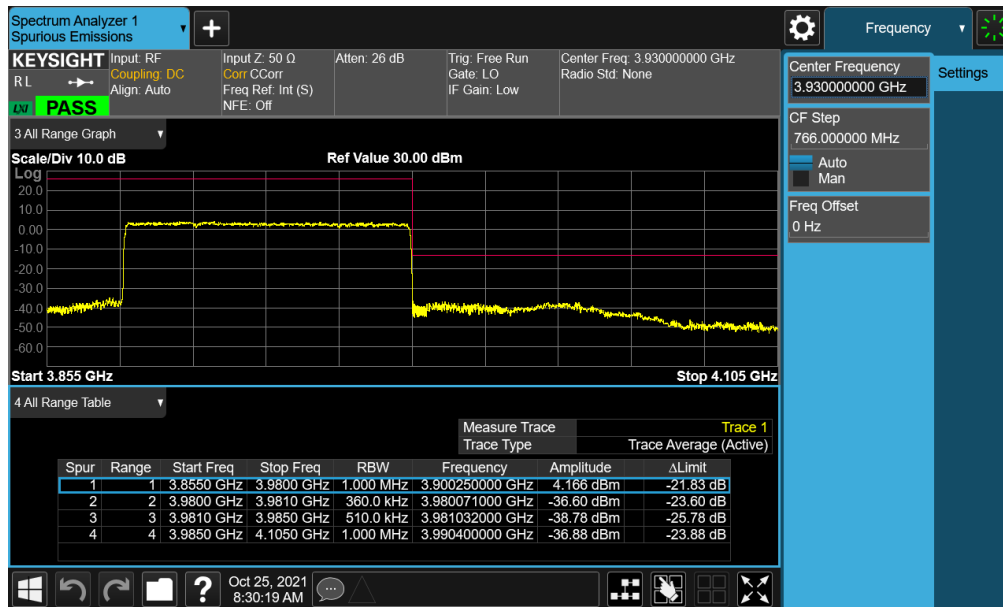 Spectrum Analyzer 1
Spurious Emissions
Frequency
KEYSIGHT
R L
LXI PASS
Input: RF
Coupling: DC
Align: Auto
Input Z: 50 Ω
Corr CCorr
Freq Ref: Int (S)
NFE: Off
Atten: 26 dB
Trig: Free Run
Gate: LO
IF Gain: Low
Center Freq: 3.930000000 GHz
Radio Std: None
Center Frequency
3.930000000 GHz
Settings
CF Step
766.000000 MHz
Auto
Man
Freq Offset
0 Hz
3 All Range Graph
Scale/Div 10.0 dB Ref Value 30.00 dBm
Log
20.0
10.0
0.00
-10.0
-20.0
-30.0
-40.0
-50.0
-60.0
Start 3.855 GHz Stop 4.105 GHz
4 All Range Table
Measure Trace Trace 1
Trace Type Trace Average (Active)
Spur Range Start Freq Stop Freq RBW Frequency Amplitude ΔLimit
1 1 3.8550 GHz 3.9800 GHz 1.000 MHz 3.900250000 GHz 4.166 dBm -21.83 dB
2 2 3.9800 GHz 3.9810 GHz 360.0 kHz 3.980071000 GHz -36.60 dBm -23.60 dB
3 3 3.9810 GHz 3.9850 GHz 510.0 kHz 3.981032000 GHz -38.78 dBm -25.78 dB
4 4 3.9850 GHz 4.1050 GHz 1.000 MHz 3.990400000 GHz -36.88 dBm -23.88 dB
Oct 25, 2021
8:30:19 AM